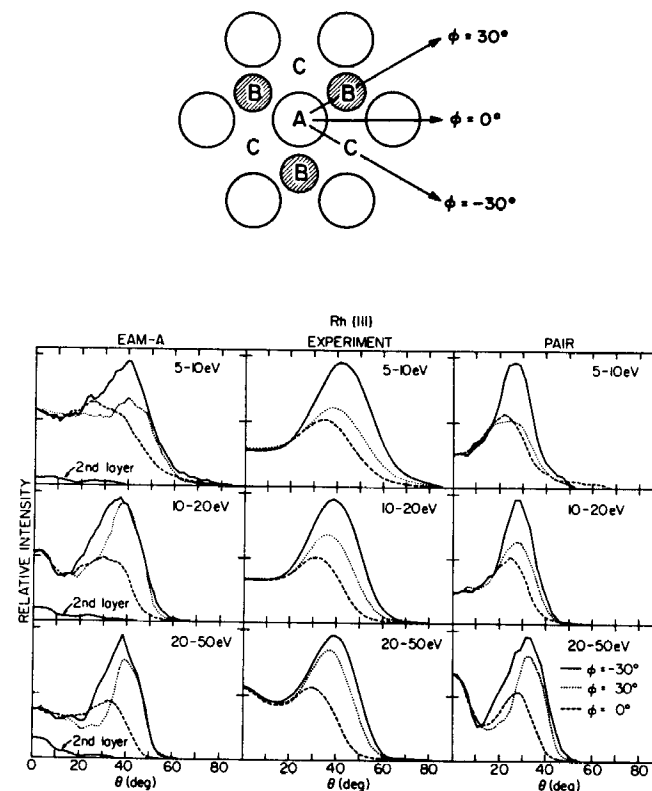 ϕ = 30°
C
B
B
A
ϕ = 0°
C
C
B
ϕ = -30°
Rh {111}
EAM-A
EXPERIMENT
PAIR
5-10eV
5-10eV
5-10eV
2nd layer
10-20eV
10-20eV
10-20eV
2nd layer
RELATIVE INTENSITY
20-50eV
20-50eV
20-50eV
ϕ = -30°
ϕ = 30°
ϕ = 0°
2nd layer
0 20 40 60 80
20 40 60 80
20 40 60 80
θ (deg)
θ (deg)
θ (deg)